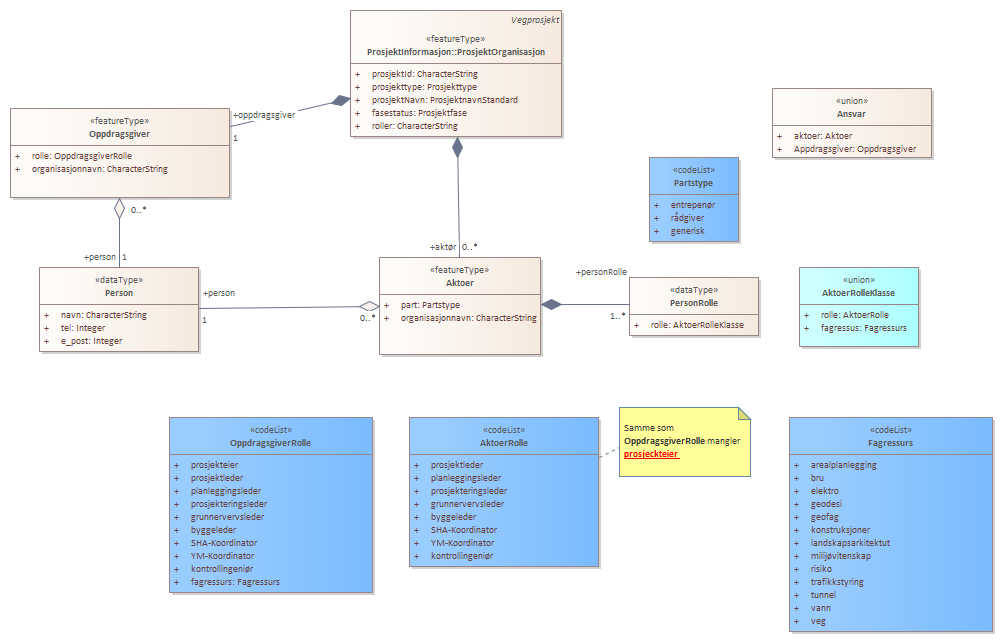 Vegprosjekt
«featureType»
ProsjektInformasjon::ProsjektOrganisasjon
+ prosjektId: CharacterString
+ prosjekttype: Prosjekttype
+ prosjektNavn: ProsjektnavnStandard
+ fasestatus: Prosjektfase
+ roller: CharacterString
+oppdragsgiver
1
«featureType»
Oppdragsgiver
+ rolle: OppdragsgiverRolle
+ organisasjonnavn: CharacterString
0..*
+person 1
«union»
Ansvar
+ aktoer: Aktoer
+ Appdragsgiver: Oppdragsgiver
«codeList»
Partstype
+ entrepenør
+ rådgiver
+ generisk
+aktør 0..*
«dataType»
Person
+ navn: CharacterString
+ tel: Integer
+ e_post: Integer
+person
1
0..*
«featureType»
Aktoer
+ part: Partstype
+ organisasjonnavn: CharacterString
+personRolle
1..*
«dataType»
PersonRolle
+ rolle: AktoerRolleKlasse
«union»
AktoerRolleKlasse
+ rolle: AktoerRolle
+ fagressus: Fagressurs
«codeList»
OppdragsgiverRolle
+ prosjekteier
+ prosjektleder
+ planleggingsleder
+ prosjekteringsleder
+ grunnervervsleder
+ byggeleder
+ SHA-Koordinator
+ YM-Koordinator
+ kontrollingeniør
+ fagressurs: Fagressurs
«codeList»
AktoerRolle
+ prosjektleder
+ planleggingsleder
+ prosjekteringsleder
+ grunnervervsleder
+ byggeleder
+ SHA-Koordinator
+ YM-Koordinator
+ kontrollingeniør
Samme som
OppdragsgiverRolle mangler
prosjeckteier
«codeList»
Fagressurs
+ arealplanlegging
+ bru
+ elektro
+ geodesi
+ geofag
+ konstruksjoner
+ landskapsarkitektut
+ miljøvitenskap
+ risiko
+ trafikkstyring
+ tunnel
+ vann
+ veg